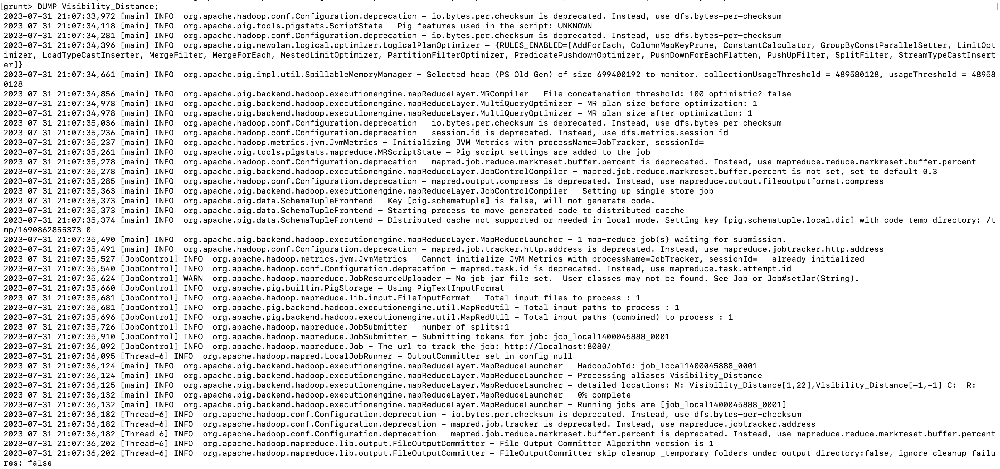 [grunt> DUMP Visibility_Distance; ]
2023-07-31 21:07:33,972 [main] INFO  org.apache.hadoop.conf.Configuration.deprecation - io.bytes.per.checksum is deprecated. Instead, use dfs.bytes-per-checksum
2023-07-31 21:07:34,118 [main] INFO  org.apache.pig.tools.pigstats.ScriptState - Pig features used in the script: UNKNOWN
2023-07-31 21:07:34,281 [main] INFO  org.apache.hadoop.conf.Configuration.deprecation - io.bytes.per.checksum is deprecated. Instead, use dfs.bytes-per-checksum
2023-07-31 21:07:34,396 [main] INFO  org.apache.pig.newplan.logical.optimizer.LogicalPlanOptimizer - {RULES_ENABLED=[AddForEach, ColumnMapKeyPrune, ConstantCalculator, GroupByConstParallelSetter, LimitOpt
imizer, LoadTypeCastInserter, MergeFilter, MergeForEach, NestedLimitOptimizer, PartitionFilterOptimizer, PredicatePushdownOptimizer, PushDownForEachFlatten, PushUpFilter, SplitFilter, StreamTypeCastInsert
er]}
2023-07-31 21:07:34,661 [main] INFO  org.apache.pig.impl.util.SpillableMemoryManager - Selected heap (PS Old Gen) of size 699400192 to monitor. collectionUsageThreshold = 489580128, usageThreshold = 48958
0128
2023-07-31 21:07:34,856 [main] INFO  org.apache.pig.backend.hadoop.executionengine.mapReduceLayer.MRCompiler - File concatenation threshold: 100 optimistic? false
2023-07-31 21:07:34,978 [main] INFO  org.apache.pig.backend.hadoop.executionengine.mapReduceLayer.MultiQueryOptimizer - MR plan size before optimization: 1
2023-07-31 21:07:34,978 [main] INFO  org.apache.pig.backend.hadoop.executionengine.mapReduceLayer.MultiQueryOptimizer - MR plan size after optimization: 1
2023-07-31 21:07:35,036 [main] INFO  org.apache.hadoop.conf.Configuration.deprecation - io.bytes.per.checksum is deprecated. Instead, use dfs.bytes-per-checksum
2023-07-31 21:07:35,236 [main] INFO  org.apache.hadoop.conf.Configuration.deprecation - session.id is deprecated. Instead, use dfs.metrics.session-id
2023-07-31 21:07:35,237 [main] INFO  org.apache.hadoop.metrics.jvm.JvmMetrics - Initializing JVM Metrics with processName=JobTracker, sessionId=
2023-07-31 21:07:35,261 [main] INFO  org.apache.pig.tools.pigstats.mapreduce.MRScriptState - Pig script settings are added to the job
2023-07-31 21:07:35,278 [main] INFO  org.apache.hadoop.conf.Configuration.deprecation - mapred.job.reduce.markreset.buffer.percent is deprecated. Instead, use mapreduce.reduce.markreset.buffer.percent
2023-07-31 21:07:35,278 [main] INFO  org.apache.pig.backend.hadoop.executionengine.mapReduceLayer.JobControlCompiler - mapred.job.reduce.markreset.buffer.percent is not set, set to default 0.3
2023-07-31 21:07:35,285 [main] INFO  org.apache.hadoop.conf.Configuration.deprecation - mapred.output.compress is deprecated. Instead, use mapreduce.output.fileoutputformat.compress
2023-07-31 21:07:35,363 [main] INFO  org.apache.pig.backend.hadoop.executionengine.mapReduceLayer.JobControlCompiler - Setting up single store job
2023-07-31 21:07:35,373 [main] INFO  org.apache.pig.data.SchemaTupleFrontend - Key [pig.schematuple] is false, will not generate code.
2023-07-31 21:07:35,373 [main] INFO  org.apache.pig.data.SchemaTupleFrontend - Starting process to move generated code to distributed cacche
2023-07-31 21:07:35,374 [main] INFO  org.apache.pig.data.SchemaTupleFrontend - Distributed cache not supported or needed in local mode. Setting key [pig.schematuple.local.dir] with code temp directory: /t
mp/1690862855373-0
2023-07-31 21:07:35,490 [main] INFO  org.apache.pig.backend.hadoop.executionengine.mapReduceLayer.MapReduceLauncher - 1 map-reduce job(s) waiting for submission.
2023-07-31 21:07:35,491 [main] INFO  org.apache.hadoop.conf.Configuration.deprecation - mapred.job.tracker.http.address is deprecated. Instead, use mapreduce.jobtracker.http.address
2023-07-31 21:07:35,527 [JobControl] INFO  org.apache.hadoop.metrics.jvm.JvmMetrics - Cannot initialize JVM Metrics with processName=JobTracker, sessionId= - already initialized
2023-07-31 21:07:35,540 [JobControl] INFO  org.apache.hadoop.conf.Configuration.deprecation - mapred.task.id is deprecated. Instead, use mapreduce.task.attempt.id
2023-07-31 21:07:35,624 [JobControl] WARN  org.apache.hadoop.mapreduce.JobResourceUploader - No job jar file set.  User classes may not be found. See Job or Job#setJar(String).
2023-07-31 21:07:35,660 [JobControl] INFO  org.apache.pig.builtin.PigStorage - Using PigTextInputFormat
2023-07-31 21:07:35,681 [JobControl] INFO  org.apache.hadoop.mapreduce.lib.input.FileInputFormat - Total input files to process : 1
2023-07-31 21:07:35,681 [JobControl] INFO  org.apache.pig.backend.hadoop.executionengine.util.MapRedUtil - Total input paths to process : 1
2023-07-31 21:07:35,696 [JobControl] INFO  org.apache.pig.backend.hadoop.executionengine.util.MapRedUtil - Total input paths (combined) to process : 1
2023-07-31 21:07:35,726 [JobControl] INFO  org.apache.hadoop.mapreduce.JobSubmitter - number of splits:1
2023-07-31 21:07:35,910 [JobControl] INFO  org.apache.hadoop.mapreduce.JobSubmitter - Submitting tokens for job: job_local1400045888_0001
2023-07-31 21:07:36,092 [JobControl] INFO  org.apache.hadoop.mapreduce.Job - The url to track the job: http://localhost:8080/
2023-07-31 21:07:36,095 [Thread-6] INFO  org.apache.hadoop.mapred.LocalJobRunner - OutputCommitter set in config null
2023-07-31 21:07:36,124 [main] INFO  org.apache.pig.backend.hadoop.executionengine.mapReduceLayer.MapReduceLauncher - HadoopJobId: job_local1400045888_0001
2023-07-31 21:07:36,124 [main] INFO  org.apache.pig.backend.hadoop.executionengine.mapReduceLayer.MapReduceLauncher - Processing aliases Visibility_Distance
2023-07-31 21:07:36,125 [main] INFO  org.apache.pig.backend.hadoop.executionengine.mapReduceLayer.MapReduceLauncher - detailed locations: M: Visibility_Distance[1,22],Visibility_Distance[-1,-1] C:  R:
2023-07-31 21:07:36,132 [main] INFO  org.apache.pig.backend.hadoop.executionengine.mapReduceLayer.MapReduceLauncher - 0% complete
2023-07-31 21:07:36,132 [main] INFO  org.apache.pig.backend.hadoop.executionengine.mapReduceLayer.MapReduceLauncher - Running jobs are [job_local1400045888_0001]
2023-07-31 21:07:36,182 [Thread-6] INFO  org.apache.hadoop.conf.Configuration.deprecation - io.bytes.per.checksum is deprecated. Instead, use dfs.bytes-per-checksum
2023-07-31 21:07:36,182 [Thread-6] INFO  org.apache.hadoop.conf.Configuration.deprecation - mapred.job.tracker is deprecated. Instead, use mapreduce.jobtracker.address
2023-07-31 21:07:36,182 [Thread-6] INFO  org.apache.hadoop.conf.Configuration.deprecation - mapred.job.reduce.markreset.buffer.percent is deprecated. Instead, use mapreduce.reduce.markreset.buffer.percent
2023-07-31 21:07:36,202 [Thread-6] INFO  org.apache.hadoop.mapreduce.lib.output.FileOutputCommitter - File Output Committer Algorithm version is 1
2023-07-31 21:07:36,202 [Thread-6] INFO  org.apache.hadoop.mapreduce.lib.output.FileOutputCommitter - FileOutputCommitter skip cleanup _temporary folders under output directory:false, ignore cleanup failu
res: false